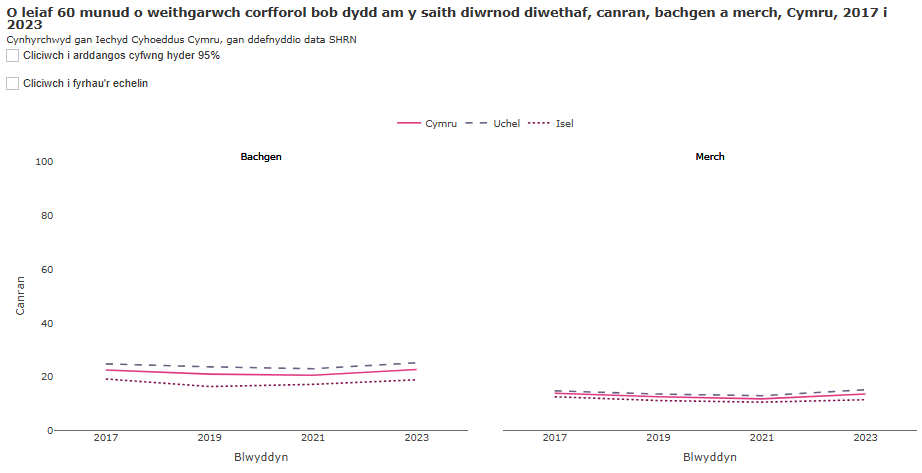 O leiaf 60 munud o weithgarwch corfforol bob dydd am y saith diwrnod diwethaf, canran, bachgen a merch, Cymru, 2017 i
2023
Cynhyrchwyd gan Iechyd Cyhoeddus Cymru, gan ddefnyddio data SHRN
Cliciwch i arddangos cyfwng hyder 95%
Cliciwch i fyrhau'r echelin
Cymru Uchel Isel
Bachgen Merch
100
80
60
40
20
0
Canran
2017 2019 2021 2023 2017 2019 2021 2023
Blwyddyn Blwyddyn